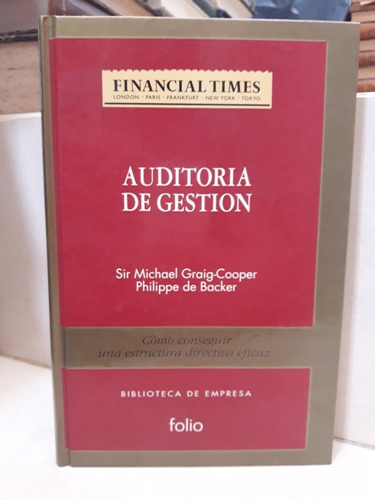 FINANCIAL TIMES
LONDON · PARIS · FRANKFURT · NEW YORK · TOKYO
AUDITORIA
DE GESTION
Sir Michael Graig-Cooper
Philippe de Backer
Cómo conseguir
una estructura directiva eficaz
BIBLIOTECA DE EMPRESA
folio